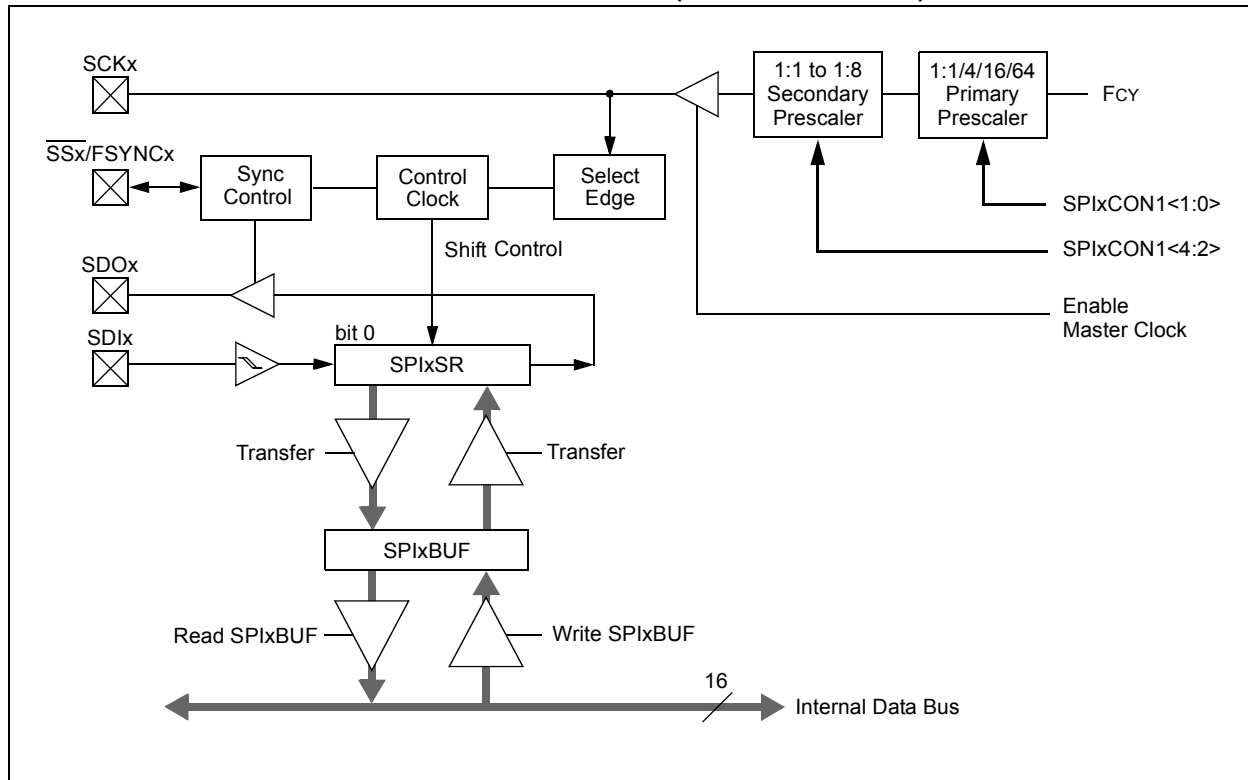 SCKx
1:1 to 1:8
Secondary
Prescaler
1:1/4/16/64
Primary
Prescaler
FCY
SSx/FSYNCx
Sync
Control
Control
Clock
Select
Edge
SPIxCON1<1:0>
Shift Control
SPIxCON1<4:2>
SDOx
Enable
Master Clock
SDIx
bit 0
SPIxSR
Transfer
Transfer
SPIxBUF
Read SPIxBUF
Write SPIxBUF
16
Internal Data Bus